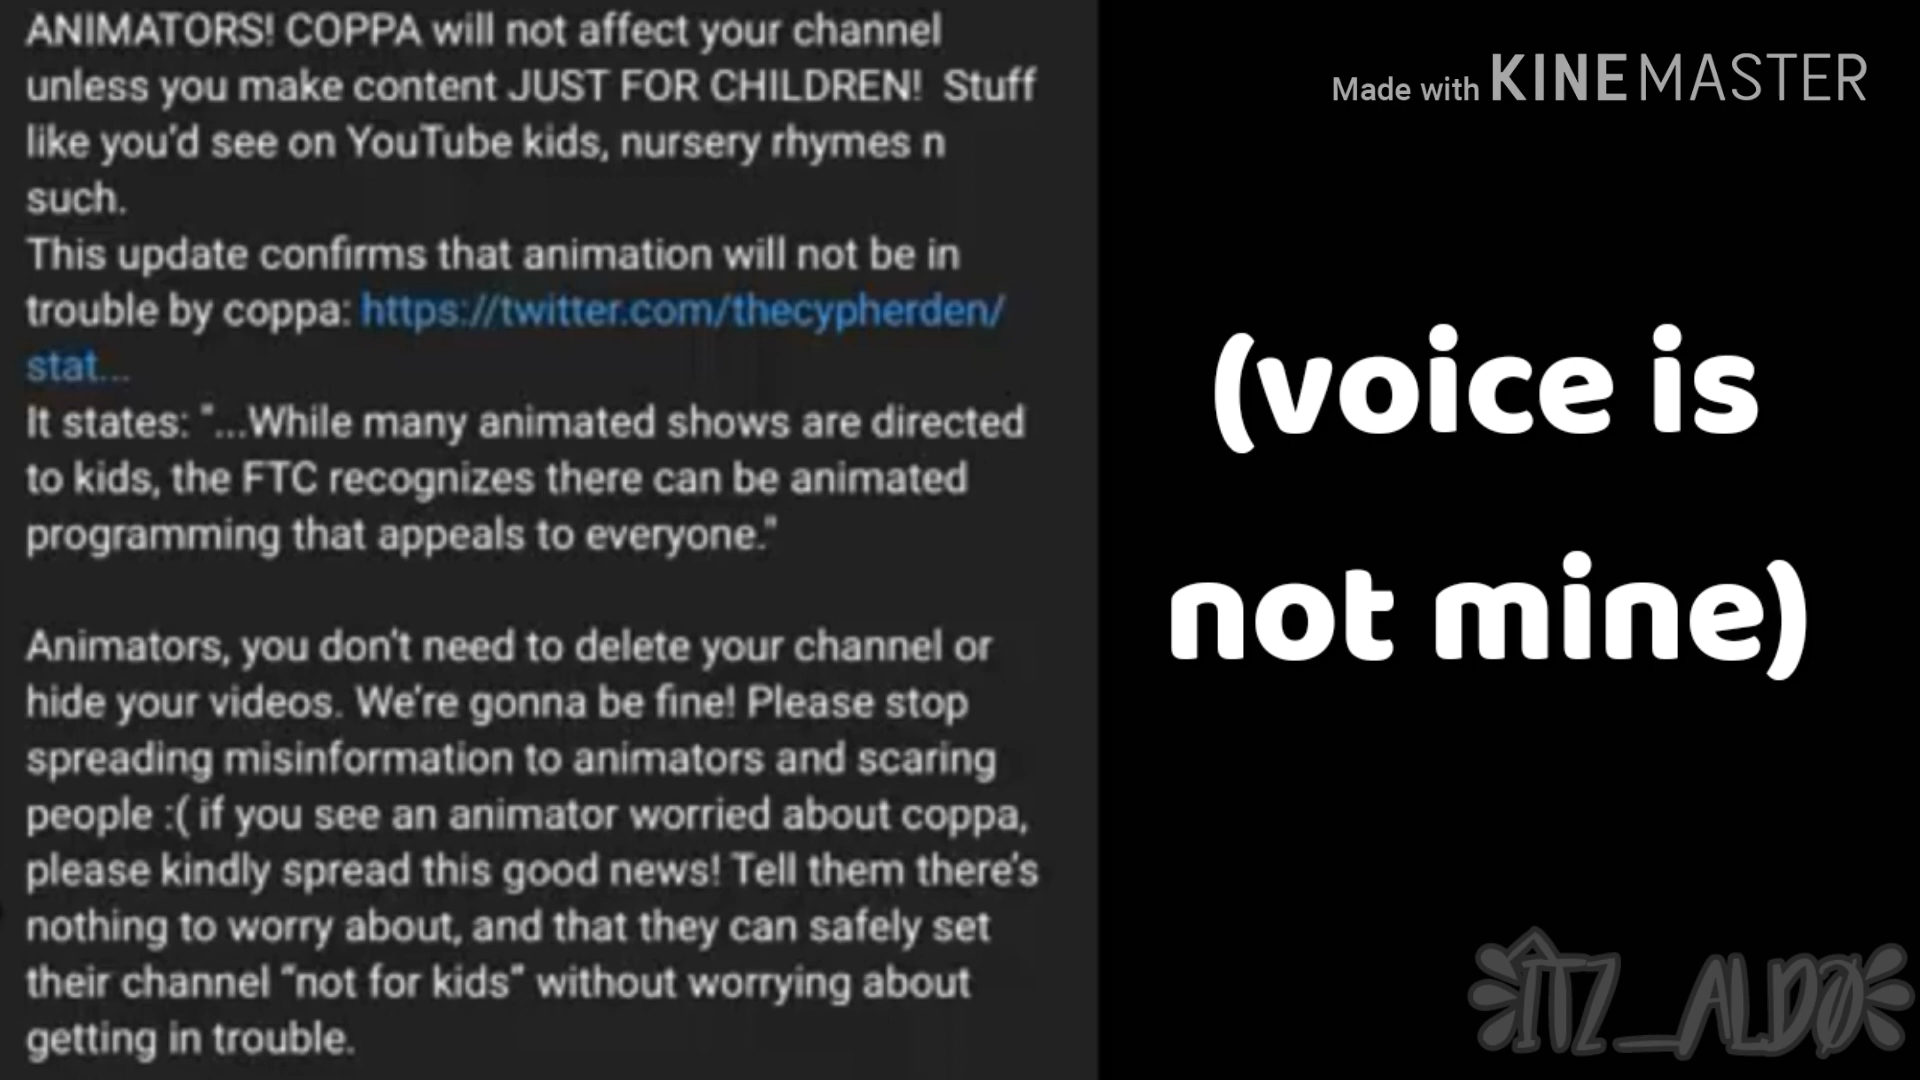 ANIMATORS! COPPA will not affect your channel
unless you make content JUST FOR CHILDREN!  Stuff
like you'd see on YouTube kids, nursery rhymes n
such.
This update confirms that animation will not be in
trouble by coppa: https://twitter.com/thecypherden/
stat...
It states: "...While many animated shows are directed
to kids, the FTC recognizes there can be animated
programming that appeals to everyone."
Animators, you don't need to delete your channel or
hide your videos. We're gonna be fine! Please stop
spreading misinformation to animators and scaring
people :( if you see an animator worried about coppa,
please kindly spread this good news! Tell them there's
nothing to worry about, and that they can safely set
their channel "not for kids" without worrying about
getting in trouble.
Made with KINEMASTER
(voice is
not mine)
ITZ_ALDO